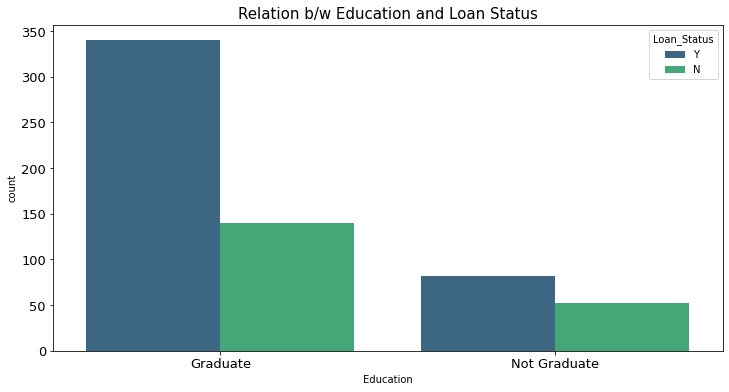 Relation b/w Education and Loan Status
Loan_Status
Y
N
350
300
250
200
150
100
50
0
count
Graduate
Not Graduate
Education